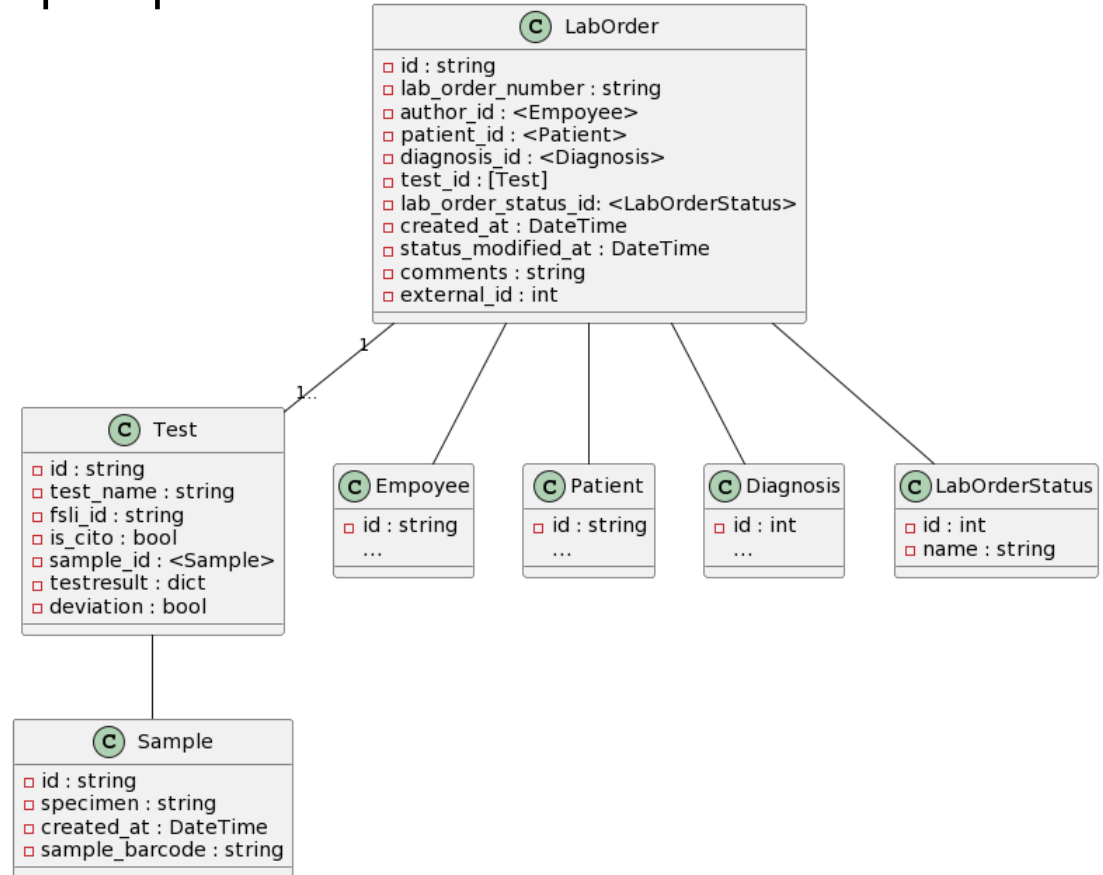 C LabOrder
id : string
lab_order_number : string
author_id : <Empoyee>
patient_id : <Patient>
diagnosis_id : <Diagnosis>
test_id : [Test]
lab_order_status_id: <LabOrderStatus>
created_at : DateTime
status_modified_at : DateTime
comments : string
external_id : int
1
1..
C Test
id : string
test_name : string
fsli_id : string
is_cito : bool
sample_id : <Sample>
testresult : dict
deviation : bool
C Empoyee
id : string
...
C Patient
id : string
...
C Diagnosis
id : int
...
C LabOrderStatus
id : int
name : string
C Sample
id : string
specimen : string
created_at : DateTime
sample_barcode : string